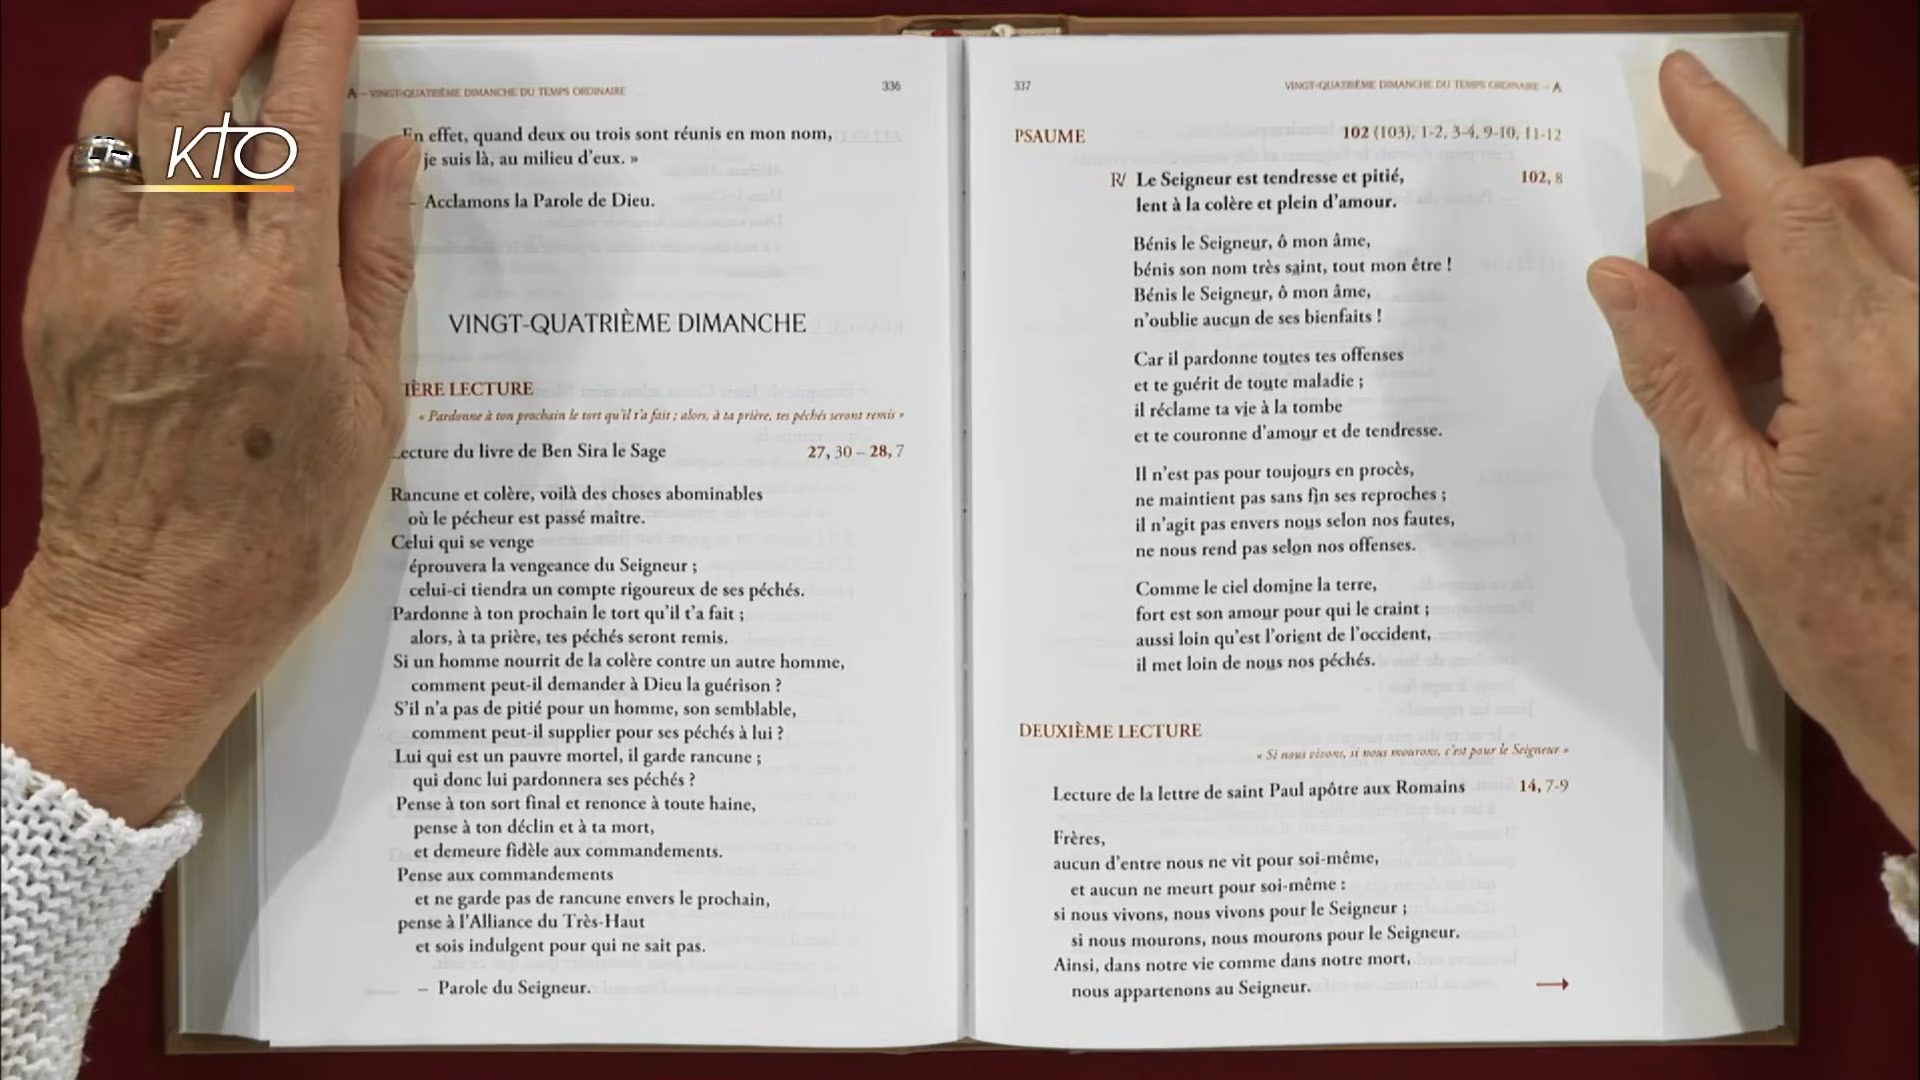 kto
A – VINGT-QUATRIÈME DIMANCHE DU TEMPS ORDINAIRE 336
En effet, quand deux ou trois sont réunis en mon nom,
je suis là, au milieu d'eux. »
– Acclamons la Parole de Dieu.
VINGT-QUATRIÈME DIMANCHE
IÈRE LECTURE
« Pardonne à ton prochain le tort qu'il t'a fait ; alors, à ta prière, tes péchés seront remis »
Lecture du livre de Ben Sira le Sage 27, 30 – 28, 7
Rancune et colère, voilà des choses abominables
où le pécheur est passé maître.
Celui qui se venge
éprouvera la vengeance du Seigneur ;
celui-ci tiendra un compte rigoureux de ses péchés.
Pardonne à ton prochain le tort qu'il t'a fait ;
alors, à ta prière, tes péchés seront remis.
Si un homme nourrit de la colère contre un autre homme,
comment peut-il demander à Dieu la guérison ?
S'il n'a pas de pitié pour un homme, son semblable,
comment peut-il supplier pour ses péchés à lui ?
Lui qui est un pauvre mortel, il garde rancune ;
qui donc lui pardonnera ses péchés ?
Pense à ton sort final et renonce à toute haine,
pense à ton déclin et à ta mort,
et demeure fidèle aux commandements.
Pense aux commandements
et ne garde pas de rancune envers le prochain,
pense à l'Alliance du Très-Haut
et sois indulgent pour qui ne sait pas.
– Parole du Seigneur.
337 VINGT-QUATRIÈME DIMANCHE DU TEMPS ORDINAIRE – A
PSAUME 102 (103), 1-2, 3-4, 9-10, 11-12
R/ Le Seigneur est tendresse et pitié, 102, 8
lent à la colère et plein d'amour.
Bénis le Seigneur, ô mon âme,
bénis son nom très saint, tout mon être !
Bénis le Seigneur, ô mon âme,
n'oublie aucun de ses bienfaits !
Car il pardonne toutes tes offenses
et te guérit de toute maladie ;
il réclame ta vie à la tombe
et te couronne d'amour et de tendresse.
Il n'est pas pour toujours en procès,
ne maintient pas sans fin ses reproches ;
il n'agit pas envers nous selon nos fautes,
ne nous rend pas selon nos offenses.
Comme le ciel domine la terre,
fort est son amour pour qui le craint ;
aussi loin qu'est l'orient de l'occident,
il met loin de nous nos péchés.
DEUXIÈME LECTURE
« Si nous vivons, si nous mourons, c'est pour le Seigneur »
Lecture de la lettre de saint Paul apôtre aux Romains 14, 7-9
Frères,
aucun d'entre nous ne vit pour soi-même,
et aucun ne meurt pour soi-même :
si nous vivons, nous vivons pour le Seigneur ;
si nous mourons, nous mourons pour le Seigneur.
Ainsi, dans notre vie comme dans notre mort,
nous appartenons au Seigneur.
→